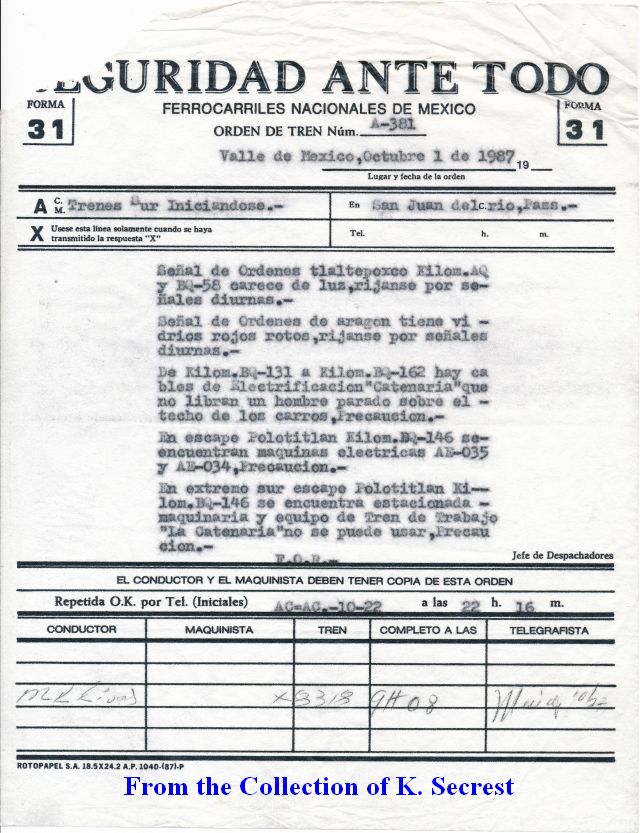 SEGURIDAD ANTE TODO
FORMA 31
FERROCARRILES NACIONALES DE MEXICO
FORMA 31
ORDEN DE TREN Núm. A-381
Valle de Mexico,Octubre 1 de 1987 19
Lugar y fecha de la orden
A C. M. Trenes Sur Iniciandose.- En San Juan del c. rio,Pass.-
X Usese esta línea solamente cuando se haya transmitido la respuesta "X" Tel. h. m.
Señal de Ordenes tlaltepoxco Kilom.AQ
y BQ-58 carece de luz,rijanse por se-
ñales diurnas.-
Señal de Ordenes de aragon tiene vi -
drios rojos rotos,rijanse por señales
diurnas.-
De Kilom.BQ-131 a Kilom.BQ-162 hay ca
bles de Electrificacion"Catenaria"que
no libran un hombre parado sobre el -
techo de los carros,Precaucion.-
En escape Polotitlan Kilom.BQ-146 se-
encuentran maquinas electricas AE-035
y AE-034,Precaucion.-
En extremo sur escape Polotitlan Ki--
lom.BQ-146 se encuentra estacionada -
maquinaria y equipo de Tren de Trabajo
"La Catenaria"no se puede usar,Precau
cion.-
F.O.R.- Jefe de Despachadores
EL CONDUCTOR Y EL MAQUINISTA DEBEN TENER COPIA DE ESTA ORDEN
Repetida O.K. por Tel. (Iniciales) AC=AC.-10-22 a las 22 h. 16 m.
CONDUCTOR MAQUINISTA TREN COMPLETO A LAS TELEGRAFISTA
X8318 9H 08
ROTOPAPEL S.A. 18.5X24.2 A.P. 1040-(87)-P
From the Collection of K. Secrest